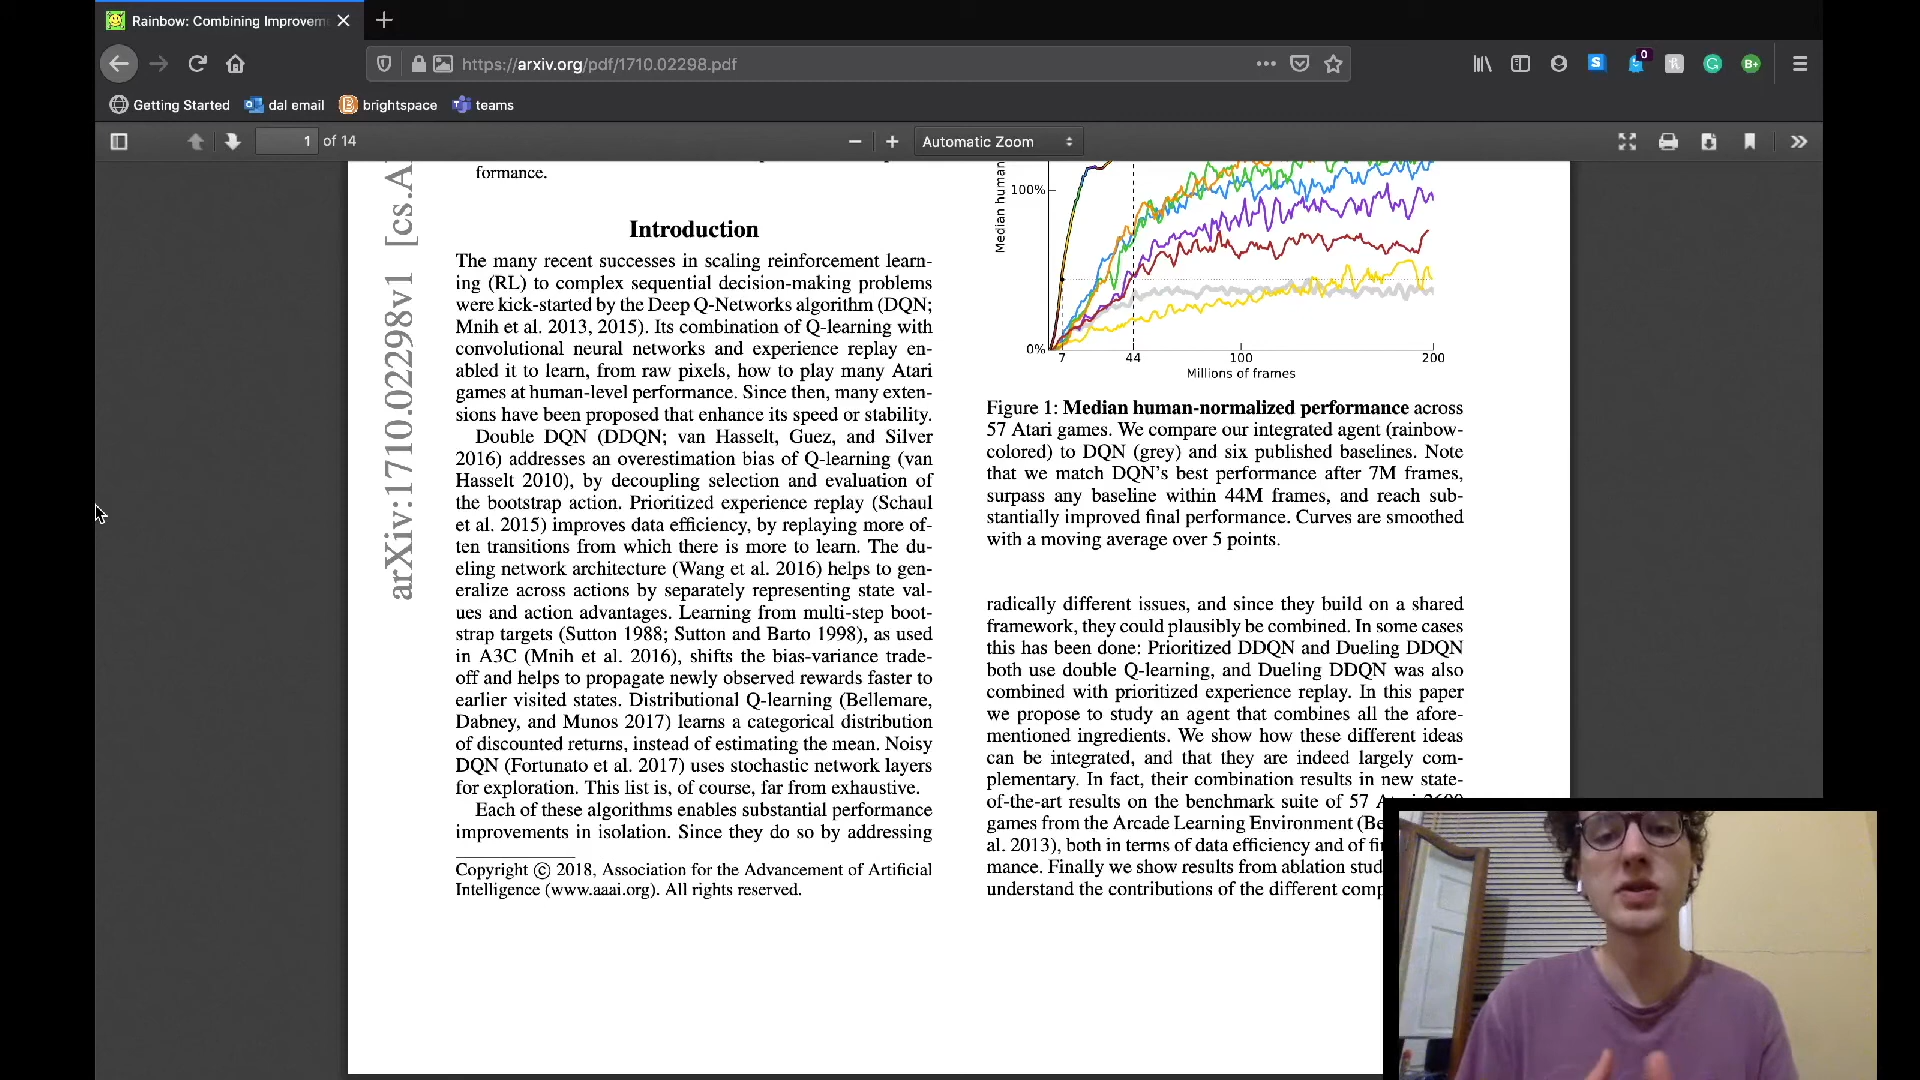 Rainbow: Combining Improvem
https://arxiv.org/pdf/1710.02298.pdf
0
S
G
B+
Getting Started
dal email
brightspace
teams
1 of 14
Automatic Zoom
arXiv:1710.02298v1 [cs.A
formance.
Introduction
The many recent successes in scaling reinforcement learn-
ing (RL) to complex sequential decision-making problems
were kick-started by the Deep Q-Networks algorithm (DQN;
Mnih et al. 2013, 2015). Its combination of Q-learning with
convolutional neural networks and experience replay en-
abled it to learn, from raw pixels, how to play many Atari
games at human-level performance. Since then, many exten-
sions have been proposed that enhance its speed or stability.
Double DQN (DDQN; van Hasselt, Guez, and Silver
2016) addresses an overestimation bias of Q-learning (van
Hasselt 2010), by decoupling selection and evaluation of
the bootstrap action. Prioritized experience replay (Schaul
et al. 2015) improves data efficiency, by replaying more of-
ten transitions from which there is more to learn. The du-
eling network architecture (Wang et al. 2016) helps to gen-
eralize across actions by separately representing state val-
ues and action advantages. Learning from multi-step boot-
strap targets (Sutton 1988; Sutton and Barto 1998), as used
in A3C (Mnih et al. 2016), shifts the bias-variance trade-
off and helps to propagate newly observed rewards faster to
earlier visited states. Distributional Q-learning (Bellemare,
Dabney, and Munos 2017) learns a categorical distribution
of discounted returns, instead of estimating the mean. Noisy
DQN (Fortunato et al. 2017) uses stochastic network layers
for exploration. This list is, of course, far from exhaustive.
Each of these algorithms enables substantial performance
improvements in isolation. Since they do so by addressing
Copyright © 2018, Association for the Advancement of Artificial
Intelligence (www.aaai.org). All rights reserved.
Median human
100%
0%
7 44 100 200
Millions of frames
Figure 1: Median human-normalized performance across
57 Atari games. We compare our integrated agent (rainbow-
colored) to DQN (grey) and six published baselines. Note
that we match DQN's best performance after 7M frames,
surpass any baseline within 44M frames, and reach sub-
stantially improved final performance. Curves are smoothed
with a moving average over 5 points.
radically different issues, and since they build on a shared
framework, they could plausibly be combined. In some cases
this has been done: Prioritized DDQN and Dueling DDQN
both use double Q-learning, and Dueling DDQN was also
combined with prioritized experience replay. In this paper
we propose to study an agent that combines all the afore-
mentioned ingredients. We show how these different ideas
can be integrated, and that they are indeed largely com-
plementary. In fact, their combination results in new state-
of-the-art results on the benchmark suite of 57 Atari 2600
games from the Arcade Learning Environment (Be
al. 2013), both in terms of data efficiency and of fi
mance. Finally we show results from ablation stud
understand the contributions of the different comp